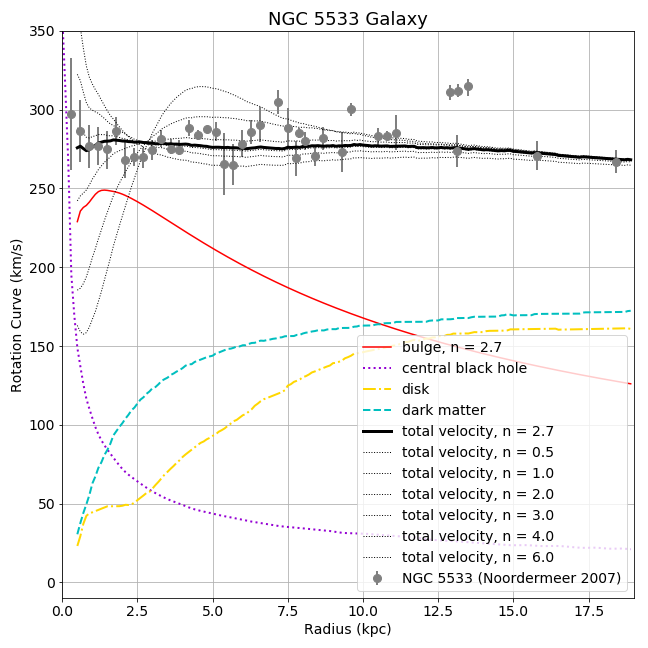 NGC 5533 Galaxy
Rotation Curve (km/s)
350
300
250
200
150
100
50
0
bulge, n = 2.7
central black hole
disk
dark matter
total velocity, n = 2.7
total velocity, n = 0.5
total velocity, n = 1.0
total velocity, n = 2.0
total velocity, n = 3.0
total velocity, n = 4.0
total velocity, n = 6.0
NGC 5533 (Noordermeer 2007)
0.0 2.5 5.0 7.5 10.0 12.5 15.0 17.5
Radius (kpc)